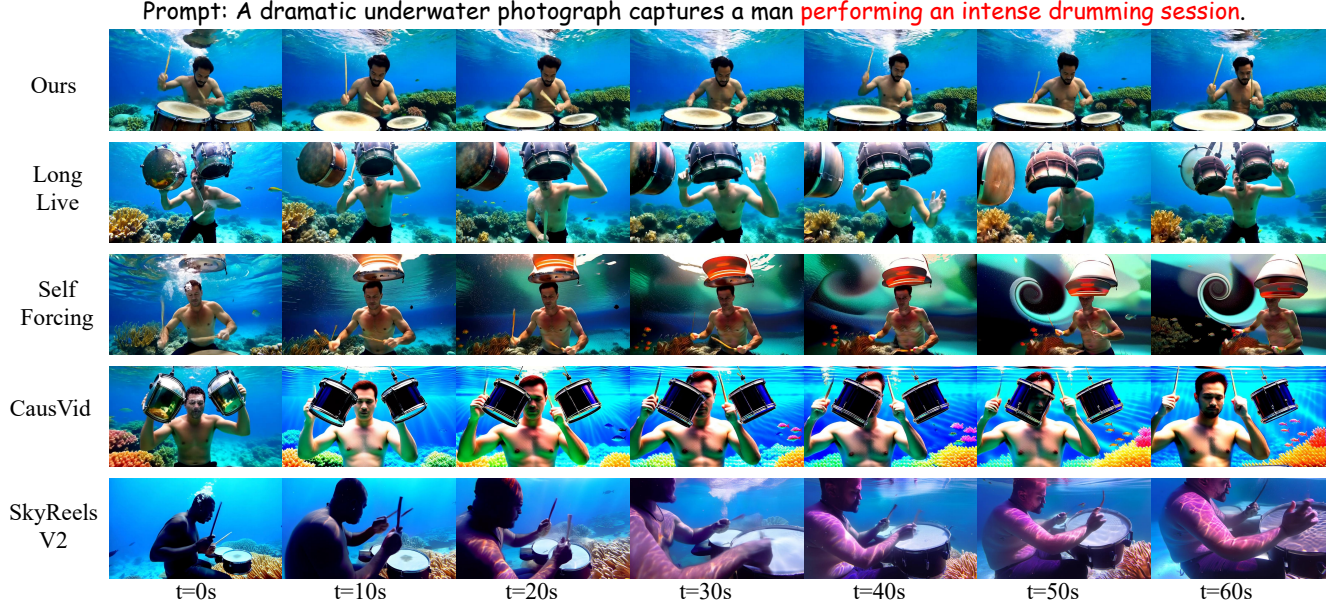 Prompt: A dramatic underwater photograph captures a man performing an intense drumming session.
Ours
Long
Live
Self
Forcing
CausVid
SkyReels
V2
t=0s t=10s t=20s t=30s t=40s t=50s t=60s